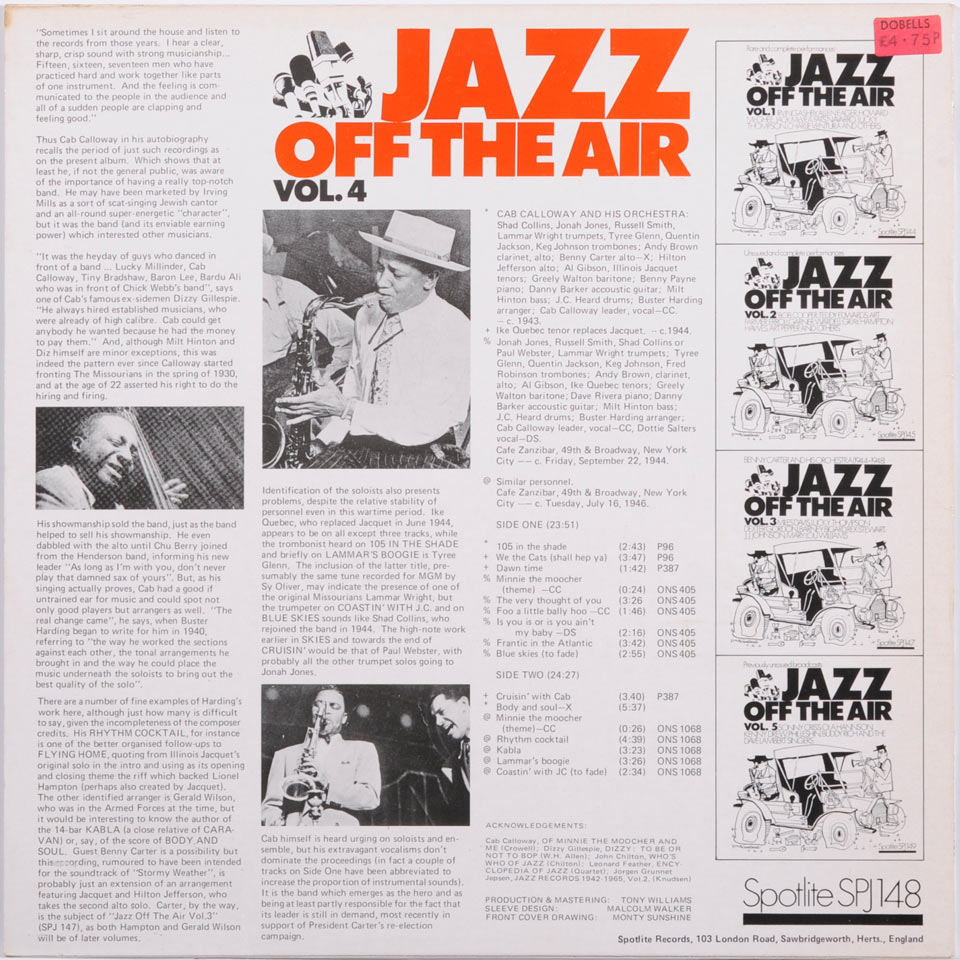 "Sometimes I sit around the house and listen to
the records from those years. I hear a clear,
sharp, crisp sound with strong musicianship...
Fifteen, sixteen, seventeen men who have
practiced hard and work together like parts
of one instrument. And the feeling is com-
municated to the people in the audience and
all of a sudden people are clapping and
feeling good."
Thus Cab Calloway in his autobiography
recalls the period of just such recordings as
on the present album. Which shows that at
least he, if not the general public, was aware
of the importance of having a really top-notch
band. He may have been marketed by Irving
Mills as a sort of scat-singing Jewish cantor
and an all-round super-energetic "character",
but it was the band (and its enviable earning
power) which interested other musicians.
"It was the heyday of guys who danced in
front of a band ... Lucky Millinder, Cab
Calloway, Tiny Bradshaw, Baron Lee, Bardu Ali
who was in front of Chick Webb's band", says
one of Cab's famous ex-sidemen Dizzy Gillespie.
"He always hired established musicians, who
were already of high calibre. Cab could get
anybody he wanted because he had the money
to pay them." And, although Milt Hinton and
Diz himself are minor exceptions, this was
indeed the pattern ever since Calloway started
fronting The Missourians in the spring of 1930,
and at the age of 22 asserted his right to do the
hiring and firing.
His showmanship sold the band, just as the band
helped to sell his showmanship. He even
dabbled with the alto until Chu Berry joined
from the Henderson band, informing his new
leader "As long as I'm with you, don't never
play that damned sax of yours". But, as his
singing actually proves, Cab had a good if
untrained ear for music and could spot not
only good players but arrangers as well. "The
real change came", he says, when Buster
Harding began to write for him in 1940,
referring to "the way he worked the sections
against each other, the tonal arrangements he
brought in and the way he could place the
music underneath the soloists to bring out the
best quality of the solo".
There are a number of fine examples of Harding's
work here, although just how many is difficult
to say, given the incompleteness of the composer
credits. His RHYTHM COCKTAIL, for instance
is one of the better organised follow-ups to
FLYING HOME, quoting from Illinois Jacquet's
original solo in the intro and using as its opening
and closing theme the riff which backed Lionel
Hampton (perhaps also created by Jacquet).
The other identified arranger is Gerald Wilson,
who was in the Armed Forces at the time, but
it would be interesting to know the author of
the 14-bar KABLA (a close relative of CARA-
VAN) or, say, of the score of BODY AND
SOUL. Guest Benny Carter is a possibility but
this recording, rumoured to have been intended
for the soundtrack of "Stormy Weather", is
probably just an extension of an arrangement
featuring Jacquet and Hilton Jefferson, who
takes the second alto solo. Carter, by the way,
is the subject of "Jazz Off The Air Vol.3"
(SPJ 147), as both Hampton and Gerald Wilson
will be of later volumes.
JAZZ
OFF THE AIR
VOL. 4
Identification of the soloists also presents
problems, despite the relative stability of
personnel even in this wartime period. Ike
Quebec, who replaced Jacquet in June 1944,
appears to be on all except three tracks, while
the trombonist heard on 105 IN THE SHADE
and briefly on LAMMAR'S BOOGIE is Tyree
Glenn. The inclusion of the latter title, pre-
sumably the same tune recorded for MGM by
Sy Oliver, may indicate the presence of one of
the original Missourians Lammar Wright, but
the trumpeter on COASTIN' WITH J.C. and on
BLUE SKIES sounds like Shad Collins, who
rejoined the band in 1944. The high-note work
earlier in SKIES and towards the end of
CRUISIN' would be that of Paul Webster, with
probably all the other trumpet solos going to
Jonah Jones.
Cab himself is heard urging on soloists and en-
semble, but his extravagant vocalisms don't
dominate the proceedings (in fact a couple of
tracks on Side One have been abbreviated to
increase the proportion of instrumental sounds).
It is the band which emerges as the hero and as
being at least partly responsible for the fact that
its leader is still in demand, most recently in
support of President Carter's re-election
campaign.
* CAB CALLOWAY AND HIS ORCHESTRA:
Shad Collins, Jonah Jones, Russell Smith,
Lammar Wright trumpets, Tyree Glenn, Quentin
Jackson, Keg Johnson trombones; Andy Brown
clarinet, alto; Benny Carter alto—X; Hilton
Jefferson alto; Al Gibson, Illinois Jacquet
tenors; Greely Walton baritone; Benny Payne
piano; Danny Barker accoustic guitar; Milt
Hinton bass; J.C. Heard drums; Buster Harding
arranger; Cab Calloway leader, vocal—CC.
-- c. 1943.
+ Ike Quebec tenor replaces Jacquet. -- c.1944.
% Jonah Jones, Russell Smith, Shad Collins or
Paul Webster, Lammar Wright trumpets; Tyree
Glenn, Quentin Jackson, Keg Johnson, Fred
Robinson trombones; Andy Brown, clarinet,
alto; Al Gibson, Ike Quebec tenors; Greely
Walton baritone; Dave Rivera piano; Danny
Barker accoustic guitar; Milt Hinton bass;
J.C. Heard drums; Buster Harding arranger;
Cab Calloway leader, vocal—CC, Dottie Salters
vocal—DS.
Cafe Zanzibar, 49th & Broadway, New York
City —— c. Friday, September 22, 1944.
@ Similar personnel.
Cafe Zanzibar, 49th & Broadway, New York
City —— c. Tuesday, July 16, 1946.
SIDE ONE (23:51)
* 105 in the shade (2:43) P96
+ We the Cats (shall hep ya) (3:47) P96
+ Dawn time (1:42) P387
% Minnie the moocher
(theme) —CC (0:24) ONS 405
% The very thought of you (3:26 ONS 405
% Foo a little bally hoo —CC (1:46) ONS 405
% Is you or is you ain't
my baby -DS (2:16) ONS 405
% Frantic in the Atlantic (3:42) ONS 405
% Blue skies (to fade) (2:55) ONS 405
SIDE TWO (24:27)
+ Cruisin' with Cab (3.40) P387
+ Body and soul—X (5:37)
@ Minnie the moocher
(theme)—CC (0:26) ONS 1068
@ Rhythm cocktail (4:39) ONS 1068
@ Kabla (3:23) ONS 1068
@ Lammar's boogie (3:26) ONS 1068
@ Coastin' with JC (to fade) (2:34) ONS 1068
ACKNOWLEDGEMENTS:
Cab Calloway, OF MINNIE THE MOOCHER AND
ME (Crowell); Dizzy Gillespie, DIZZY: TO BE OR
NOT TO BOP (W.H. Allen); John Chilton, WHO'S
WHO OF JAZZ (Chilton); Leonard Feather, ENCY-
CLOPEDIA OF JAZZ (Quartet); Jorgen Grunnet
Jepsen, JAZZ RECORDS 1942-1965, Vol.2, (Knudsen)
PRODUCTION & MASTERING: TONY WILLIAMS
SLEEVE DESIGN: MALCOLM WALKER
FRONT COVER DRAWING: MONTY SUNSHINE
DOBELLS
£4·75P
Rare and complete performances
JAZZ
OFF THE AIR
VOL.1
THOMPSON, CHARLIE VENTURA AND OTHERS
Spotlite SPJ144
Unissued and complete performances
JAZZ
OFF THE AIR
VOL.2 BOB COOPER TEDDY EDWARDS ART
HAWES ART PEPPER AND OTHERS
Spotlite SPJ145
BENNY CARTER AND HIS ORCHESTRA (1944-1948)
JAZZ
OFF THE AIR
VOL.3 MILES DAVIS LUCKY THOMPSON
DEXTER GORDON BARNEY BIGARD REX STEWART
J.J. JOHNSON MARY LOU WILLIAMS
Spotlite SPJ147
Previously unissued broadcasts
JAZZ
OFF THE AIR
VOL. 5 SONNY CRISS OLA HANSSON
KENNY DREW PHIL URSHIN BUDDY RICH AND THE
DAVE LAMBERT SINGERS
Spotlite SPJ149
Spotlite SPJ148
Spotlite Records, 103 London Road, Sawbridgeworth, Herts., England